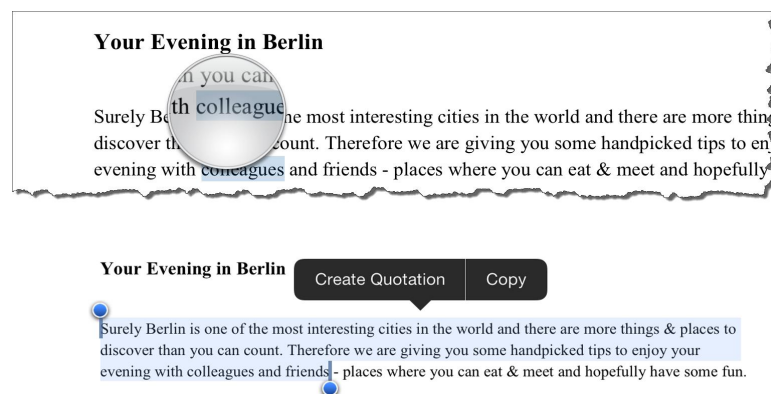 Your Evening in Berlin
n you can
th colleague
Surely Be he most interesting cities in the world and there are more thin
discover th count. Therefore we are giving you some handpicked tips to en
evening with colleagues and friends - places where you can eat & meet and hopefully
Your Evening in Berlin
Create Quotation Copy
Surely Berlin is one of the most interesting cities in the world and there are more things & places to
discover than you can count. Therefore we are giving you some handpicked tips to enjoy your
evening with colleagues and friends - places where you can eat & meet and hopefully have some fun.